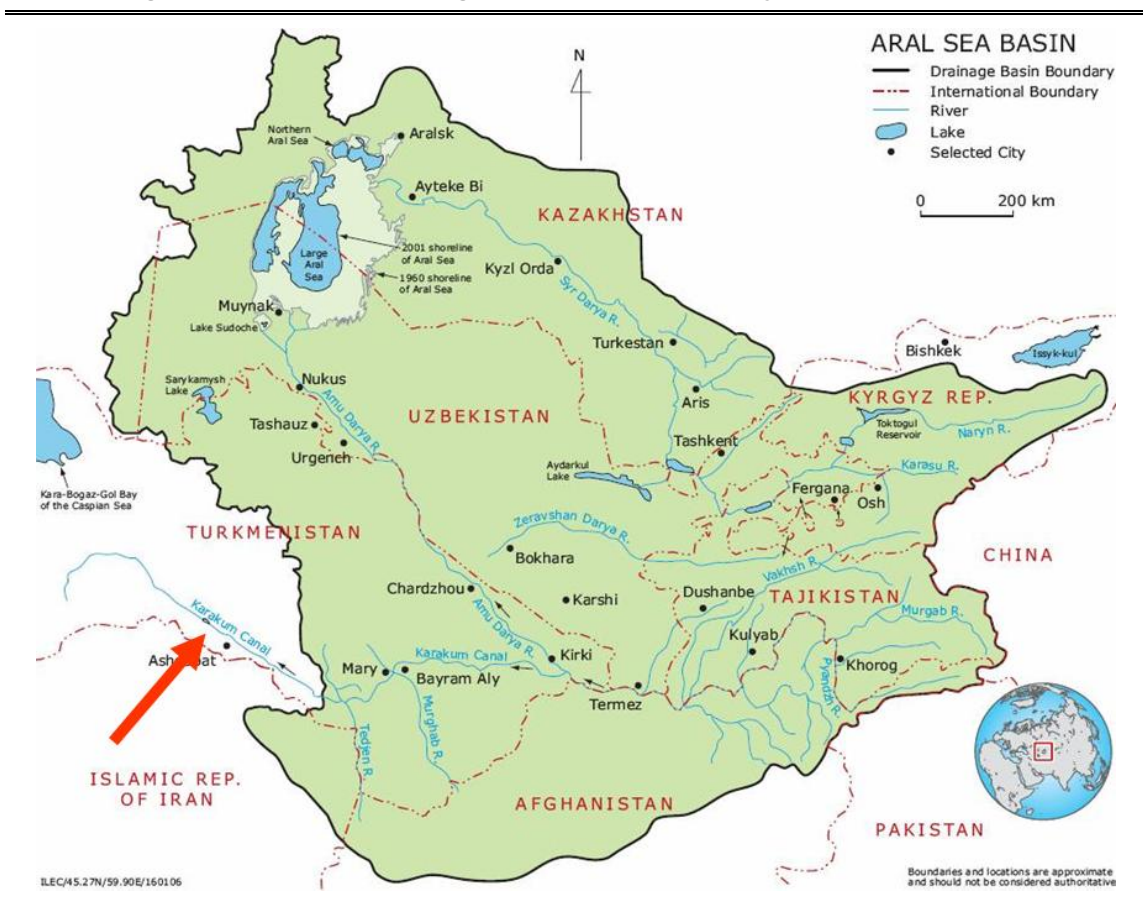 ARAL SEA BASIN
Drainage Basin Boundary
International Boundary
River
Lake
Selected City
0 200 km
N
Northern
Aral Sea
Aralsk
Ayteke Bi
KAZAKHSTAN
Large
Aral
Sea
2001 shoreline
of Aral Sea
1960 shoreline
of Aral Sea
Kyzl Orda
Syr Darya R.
Muynak
Lake Sudoche
Turkestan
Bishkek
Issyk-kul
Sarykamysh
Lake
Nukus
Amu Darya R.
UZBEKISTAN
Aris
KYRGYZ REP.
Toktogul
Reservoir
Naryn R.
Tashauz
Urgench
Tashkent
Aydarkul
Lake
Karasu R.
Fergana
Osh
Kara-Bogaz-Gol Bay
of the Caspian Sea
TURKMENISTAN
Zeravshan Darya R.
Bokhara
CHINA
Vakhsh R.
Chardzhou
Karshi
Dushanbe
TAJIKISTAN
Murgab R.
Karakum Canal
Amu Darya R.
Kulyab
Mary
Karakum Canal
Kirki
Khorog
Bayram Aly
Pyandzh R.
Termez
Murghab R.
Tedjen R.
ISLAMIC REP.
OF IRAN
AFGHANISTAN
PAKISTAN
ILEC/45.27N/59.90E/160106
Boundaries and locations are approximate
and should not be considered authoritative